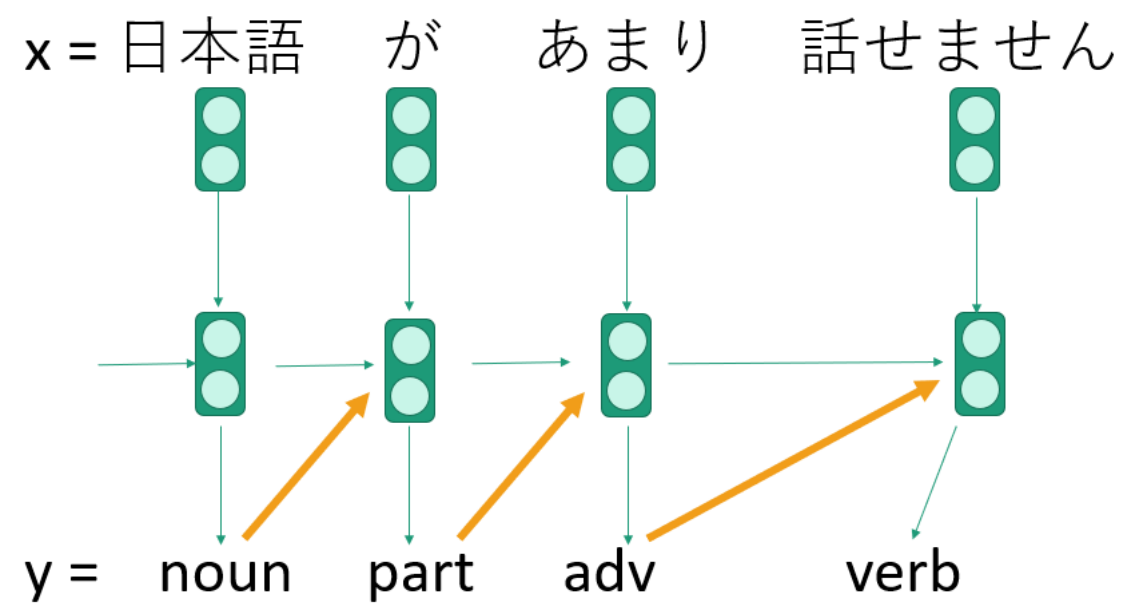 x = 日本語 が あまり 話せません
y = noun part adv verb